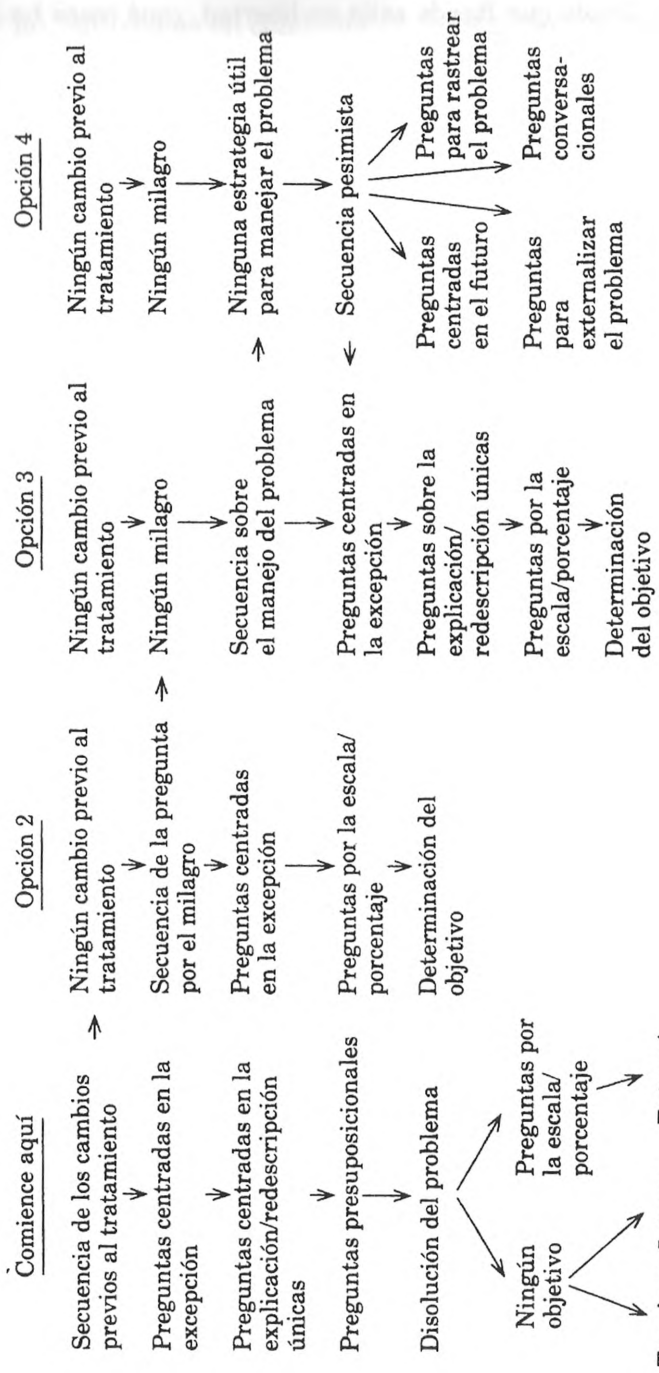 Comience aquí
Secuencia de los cambios
previos al tratamiento
Preguntas centradas en la
excepción
Preguntas centradas en la
explicación/redescripción
únicas
Preguntas presuposicionales
Disolución del problema
Ningún
objetivo
Preguntas por
la escala/
porcentaje
Opción 2
Ningún cambio previo al
tratamiento
Secuencia de la pregunta
por el milagro
Preguntas centradas
en la excepción
Preguntas por la escala/
porcentaje
Determinación del
objetivo
Opción 3
Ningún cambio previo al
tratamiento
Ningún milagro
Secuencia sobre
el manejo del problema
Preguntas centradas en
la excepción
Preguntas sobre la
explicación/
redescripción únicas
Preguntas por la
escala/porcentaje
Determinación
del objetivo
Opción 4
Ningún cambio previo al
tratamiento
Ningún milagro
Ninguna estrategia útil
para manejar el problema
Secuencia pesimista
Preguntas
centradas
en el futuro
Preguntas
para rastrear
el problema
Preguntas
para
externalizar
el problema
Preguntas
conversa-
cionales